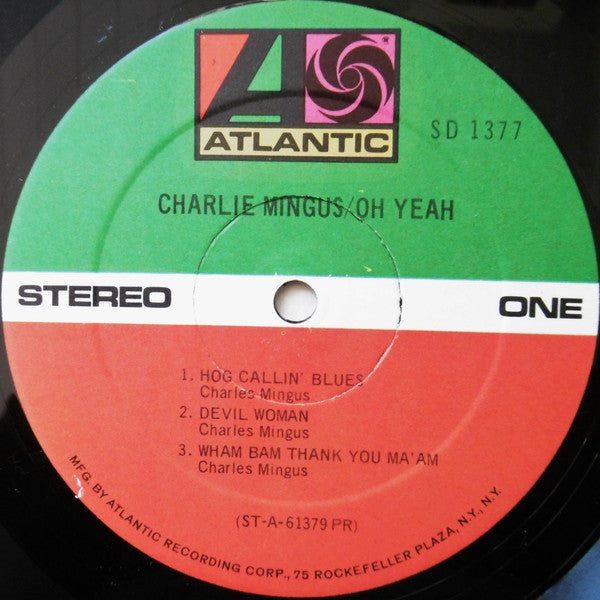 ATLANTIC
SD 1377
CHARLIE MINGUS/OH YEAH
STEREO
ONE
1. HOG CALLIN' BLUES
Charles Mingus
2. DEVIL WOMAN
Charles Mingus
3. WHAM BAM THANK YOU MA'AM
Charles Mingus
(ST-A-61379 PR)
MFG. BY ATLANTIC RECORDING CORP., 75 ROCKEFELLER PLAZA, N.Y., N.Y.